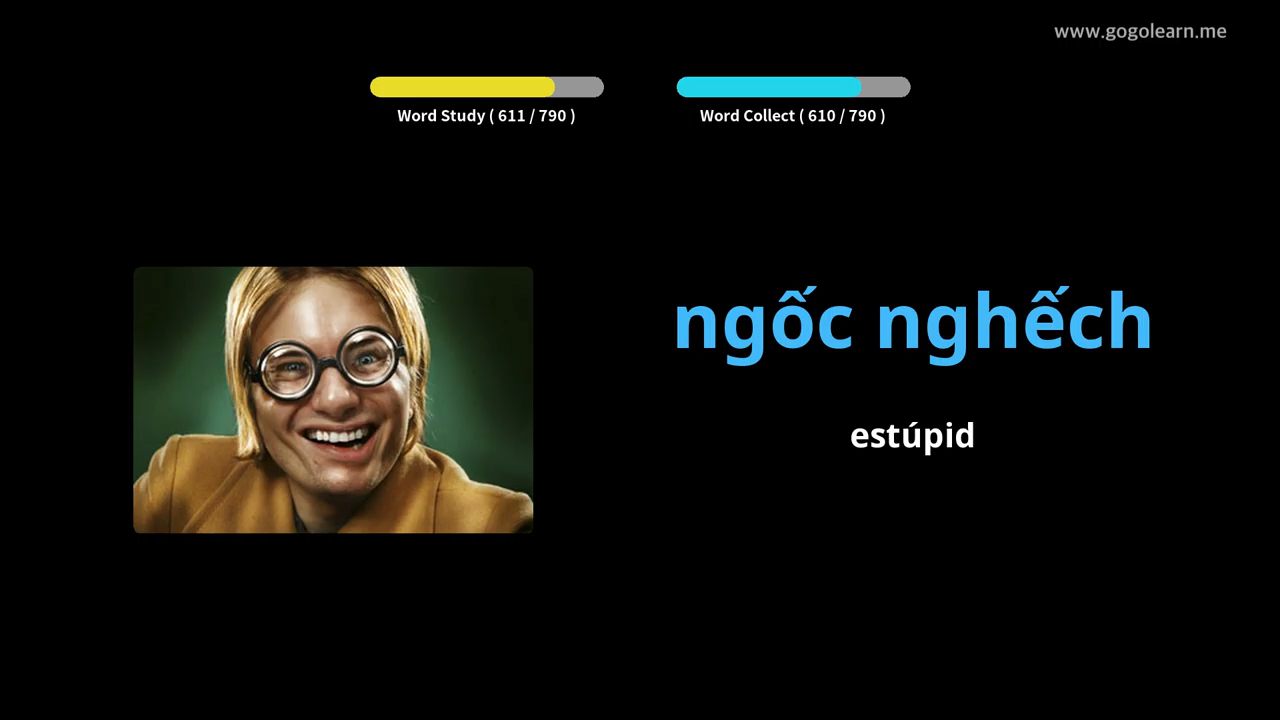 www.gogolearn.me
Word Study ( 611 / 790 )
Word Collect ( 610 / 790 )
ngốc nghếch
estúpid